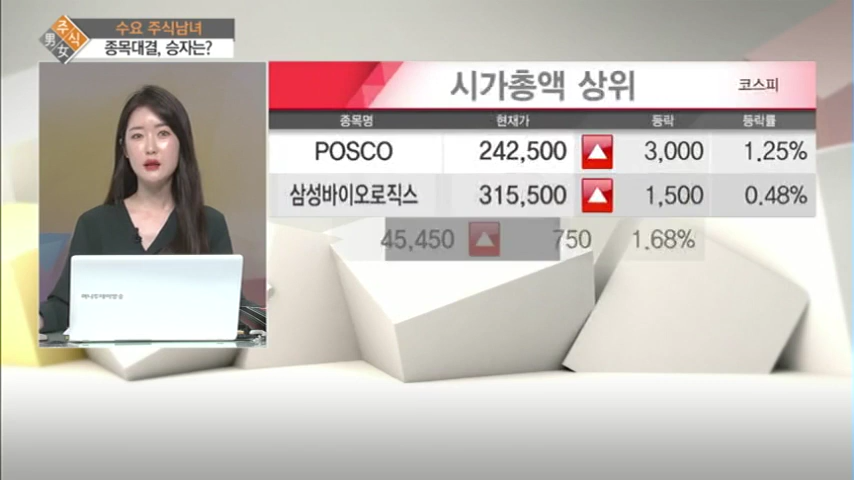 주식
男女
수요 주식남녀
종목대결, 승자는?
시가총액 상위
코스피
종목명 현재가 등락 등락률
POSCO 242,500 3,000 1.25%
삼성바이오로직스 315,500 1,500 0.48%
45,450 750 1.68%